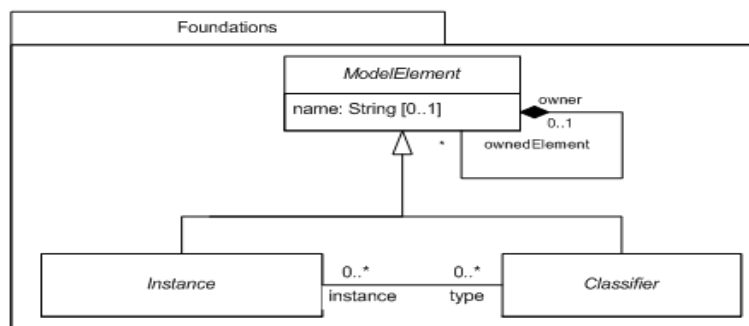 Foundations
ModelElement
name: String [0..1]
owner
0..1
*
ownedElement
Instance
0..*
0..*
instance
type
Classifier